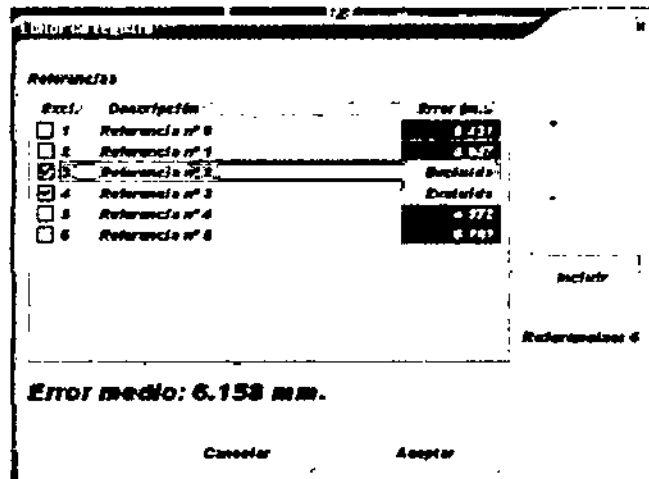 Referencias
Excl. Descripción Error (m.
1 Referencia nº 0
2 Referencia nº 1
3 Referencia nº 2 Excluida
4 Referencia nº 3 Excluida
5 Referencia nº 4
6 Referencia nº 5
Incluir
Referencias: 6
Error medio: 6.158 mm.
Cancelar Aceptar